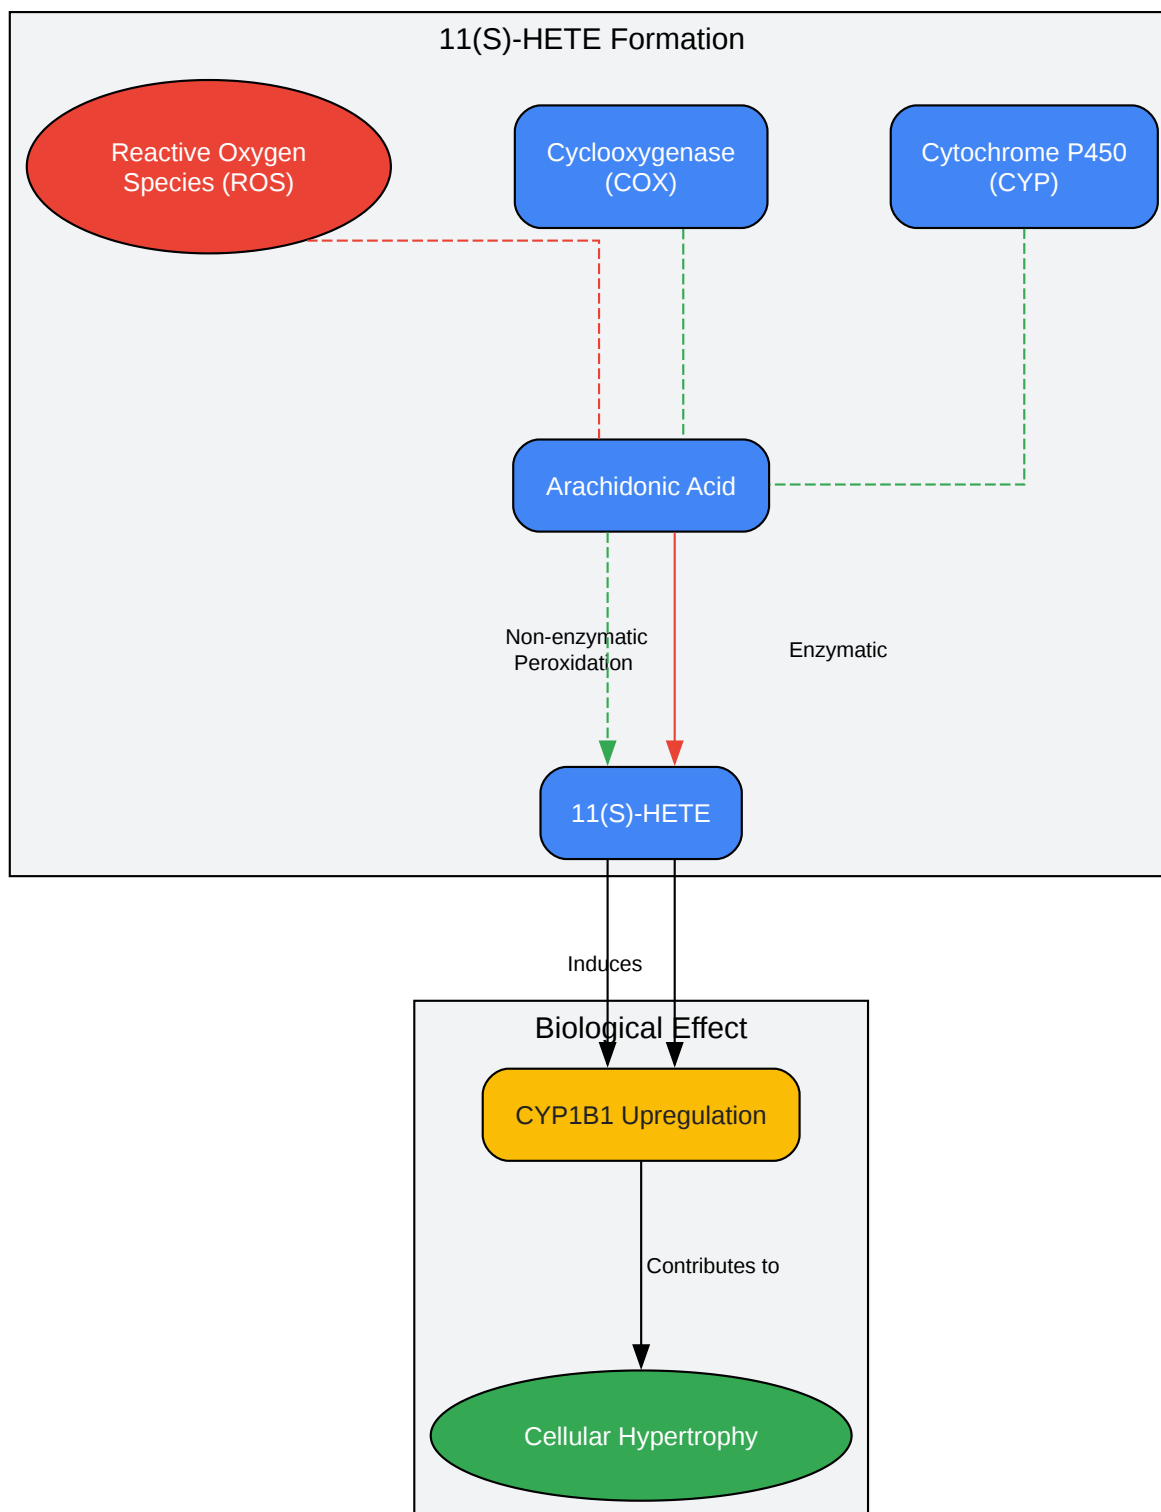 11(S)-HETE Formation
Reactive Oxygen
Species (ROS)
Cyclooxygenase
(COX)
Cytochrome P450
(CYP)
Arachidonic Acid
Non-enzymatic
Peroxidation
Enzymatic
11(S)-HETE
Induces
Biological Effect
CYP1B1 Upregulation
Contributes to
Cellular Hypertrophy